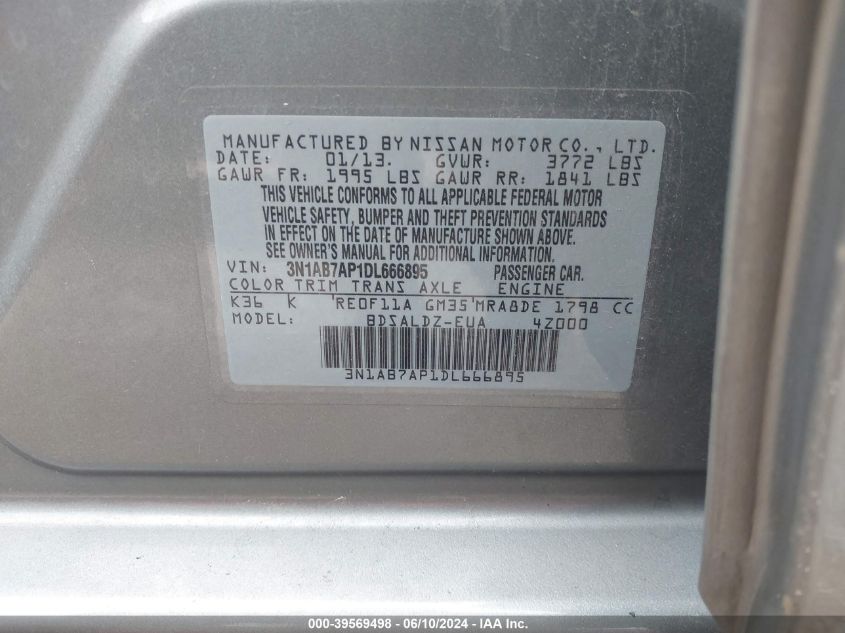 MANUFACTURED BY NISSAN MOTOR CO., LTD.
DATE: 01/13. GVWR: 3772 LBS
GAWR FR: 1995 LBS GAWR RR: 1841 LBS
THIS VEHICLE CONFORMS TO ALL APPLICABLE FEDERAL MOTOR
VEHICLE SAFETY, BUMPER AND THEFT PREVENTION STANDARDS
IN EFFECT ON THE DATE OF MANUFACTURE SHOWN ABOVE.
SEE OWNER'S MANUAL FOR ADDITIONAL INFORMATION.
VIN: 3N1AB7AP1DL666895 PASSENGER CAR.
COLOR TRIM TRANS AXLE ENGINE
K36 K RE0F11A GM35 MRA8DE 1798 CC
MODEL: BDSALDZ-EUA 4Z000
3N1AB7AP1DL666895
000-39569498 - 06/10/2024 - IAA Inc.